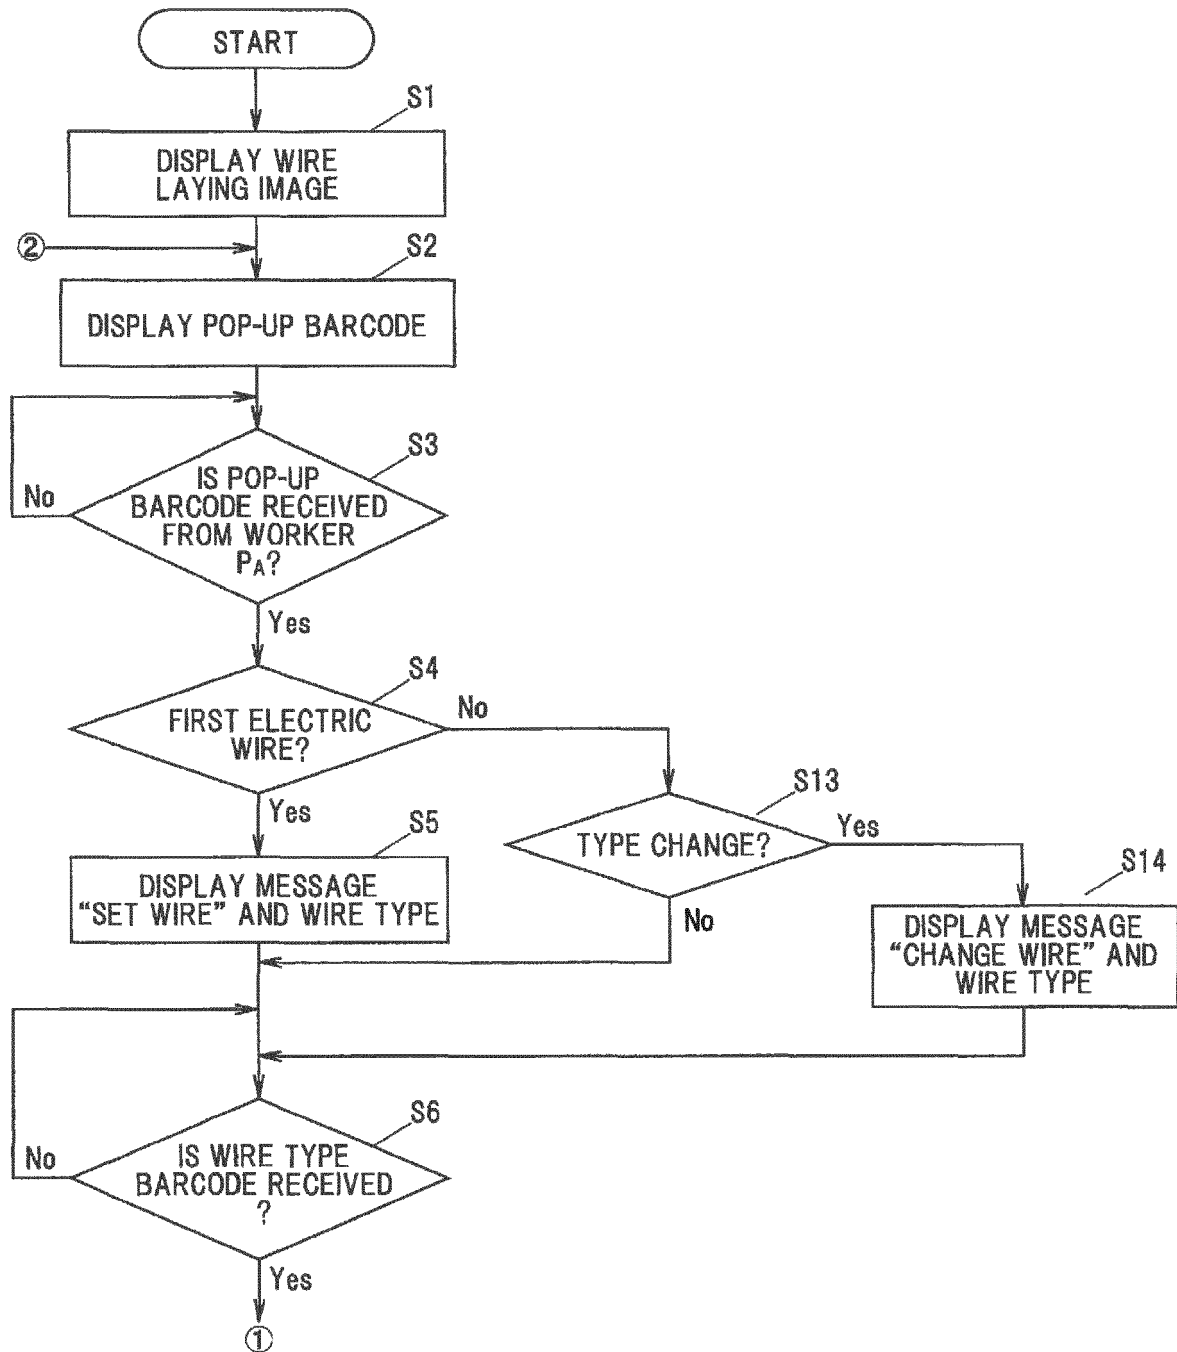 START
S1
DISPLAY WIRE
LAYING IMAGE
②
S2
DISPLAY POP-UP BARCODE
S3
IS POP-UP
BARCODE RECEIVED
FROM WORKER
PA?
No
Yes
S4
FIRST ELECTRIC
WIRE?
No
Yes
S13
TYPE CHANGE?
Yes
No
S5
DISPLAY MESSAGE
“SET WIRE” AND WIRE TYPE
S14
DISPLAY MESSAGE
“CHANGE WIRE” AND
WIRE TYPE
S6
IS WIRE TYPE
BARCODE RECEIVED
?
No
Yes
①